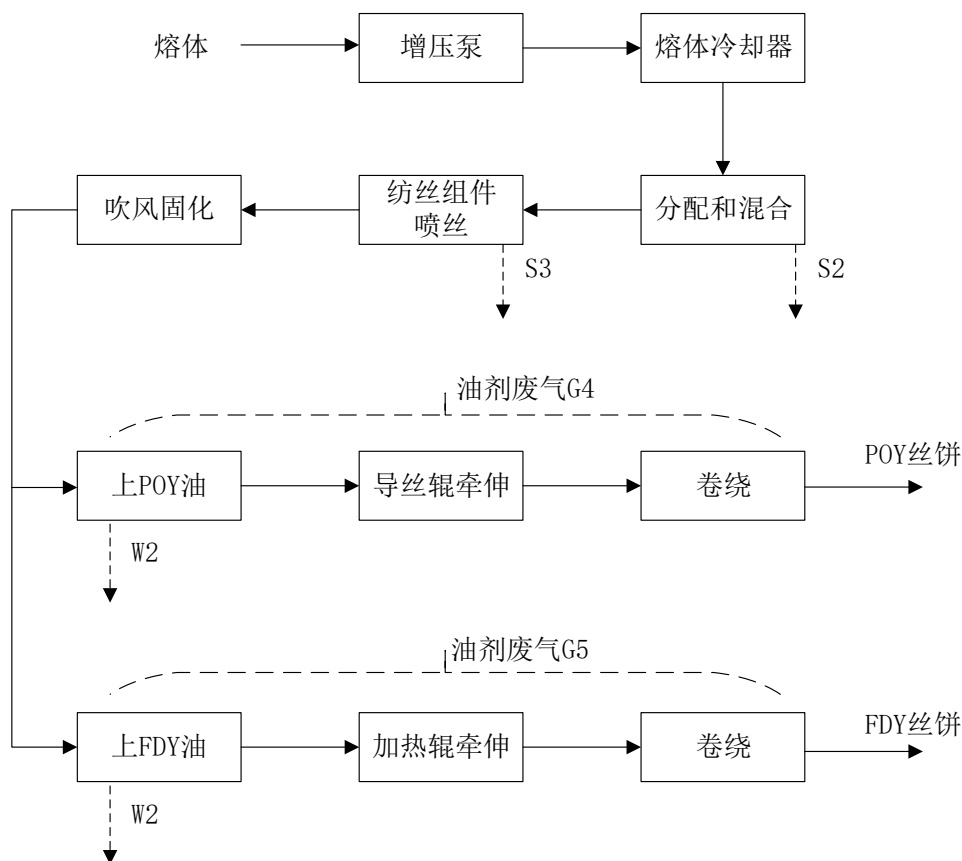 熔体
增压泵
熔体冷却器
吹风固化
纺丝组件
喷丝
分配和混合
S3
S2
油剂废气G4
上POY油
导丝辊牵伸
卷绕
POY丝饼
W2
油剂废气G5
上FDY油
加热辊牵伸
卷绕
FDY丝饼
W2